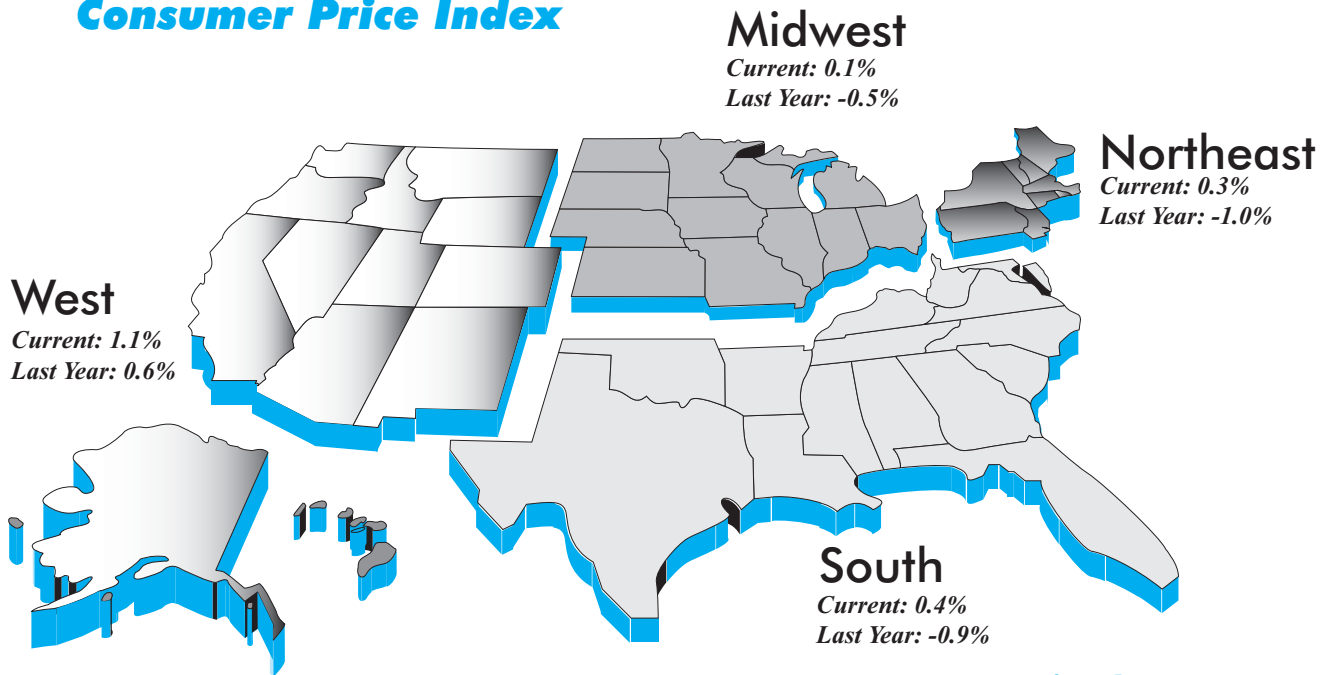 Consumer Price Index
Midwest
Current: 0.1%
Last Year: -0.5%
Northeast
Current: 0.3%
Last Year: -1.0%
West
Current: 1.1%
Last Year: 0.6%
South
Current: 0.4%
Last Year: -0.9%